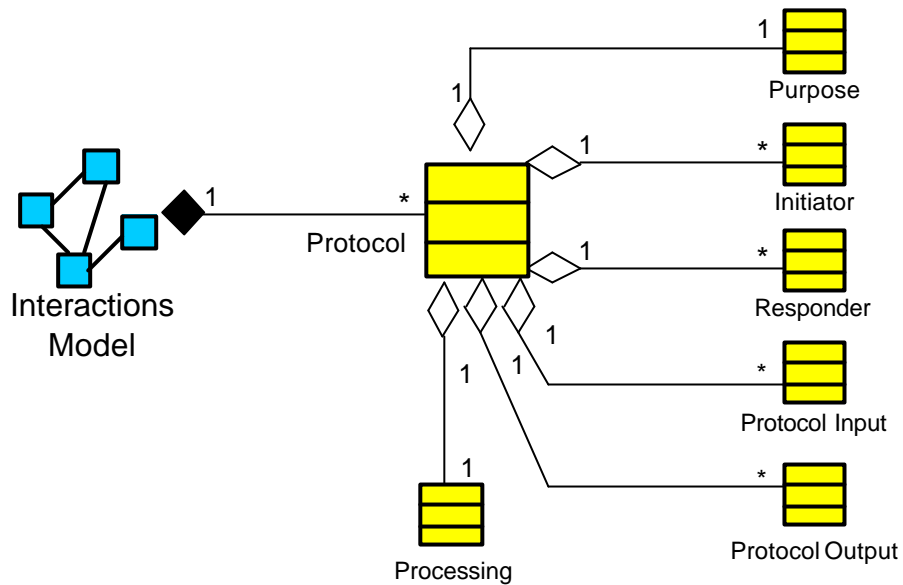 1
1
Purpose
1
*
Initiator
1
*
Protocol
1
*
Responder
Interactions
Model
1
*
Protocol Input
1
1
*
Protocol Output
1
Processing